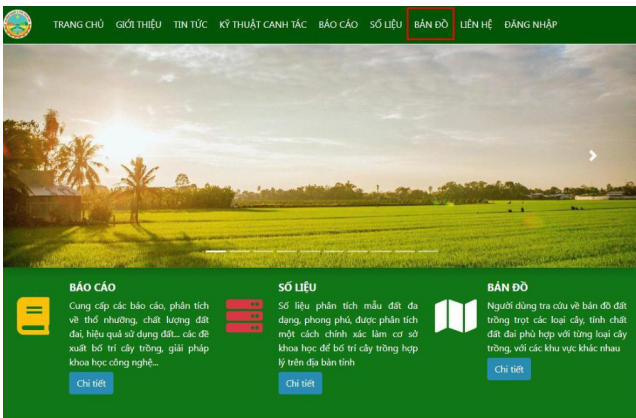 TRANG CHỦ GIỚI THIỆU TIN TỨC KỸ THUẬT CANH TÁC BÁO CÁO SỐ LIỆU BẢN ĐỒ LIÊN HỆ ĐĂNG NHẬP
BÁO CÁO
Cung cấp các báo cáo, phân tích
về thổ nhưỡng, chất lượng đất
đai, hiệu quả sử dụng đất... các đề
xuất bố trí cây trồng, giải pháp
khoa học công nghệ...
Chi tiết
SỐ LIỆU
Số liệu phân tích mẫu đất đa
dạng, phong phú, được phân tích
một cách chính xác làm cơ sở
khoa học để bố trí cây trồng hợp
lý trên địa bàn tỉnh
Chi tiết
BẢN ĐỒ
Người dùng tra cứu về bản đồ đất
trồng trọt các loại cây, tính chất
đất đai phù hợp với từng loại cây
trồng, với các khu vực khác nhau
Chi tiết